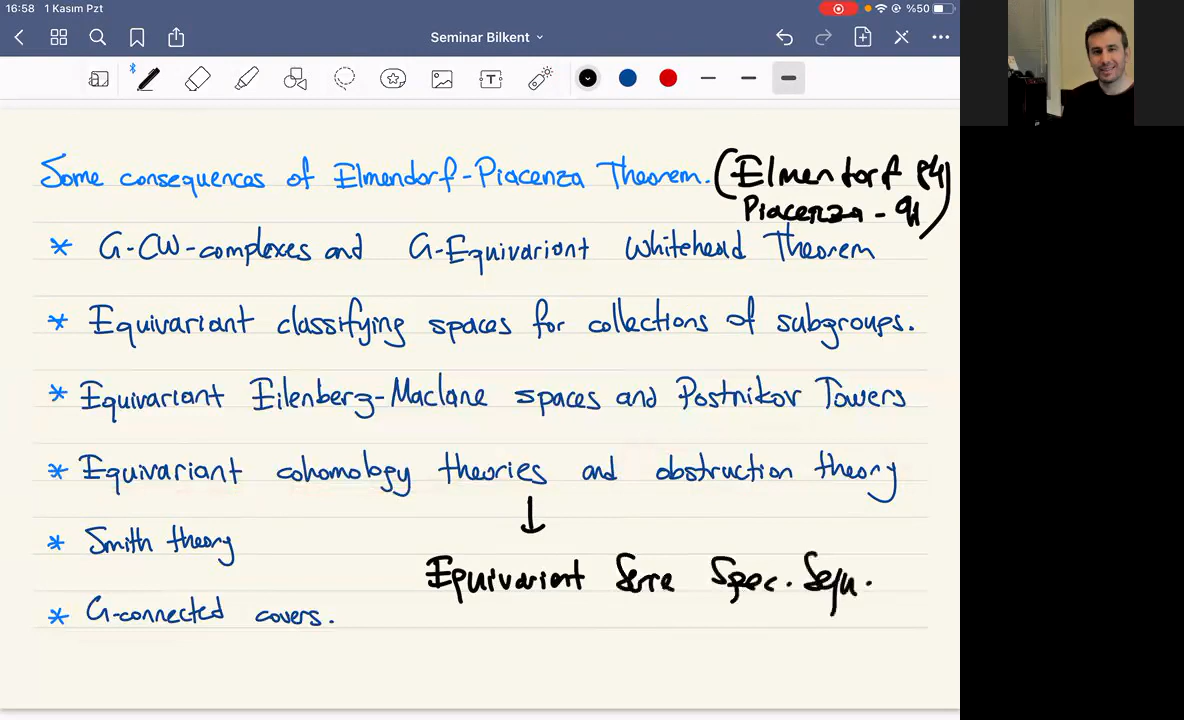 16:58 1 Kasım Pzt %50
Seminar Bilkent
Some consequences of Elmendorf-Piacenza Theorem. (Elmentorf 84
Piacenza - 91)
* G-CW-complexes and G-Equivariant Whitehead Theorem
* Equivariant classifying spaces for collections of subgroups.
* Equivariant Eilenberg-Maclane spaces and Postnikov Towers
* Equivariant cohomology theories and obstruction theory
↓
* Smith theory
Equivariant Serre Spec. Sequ.
* G-connected covers.